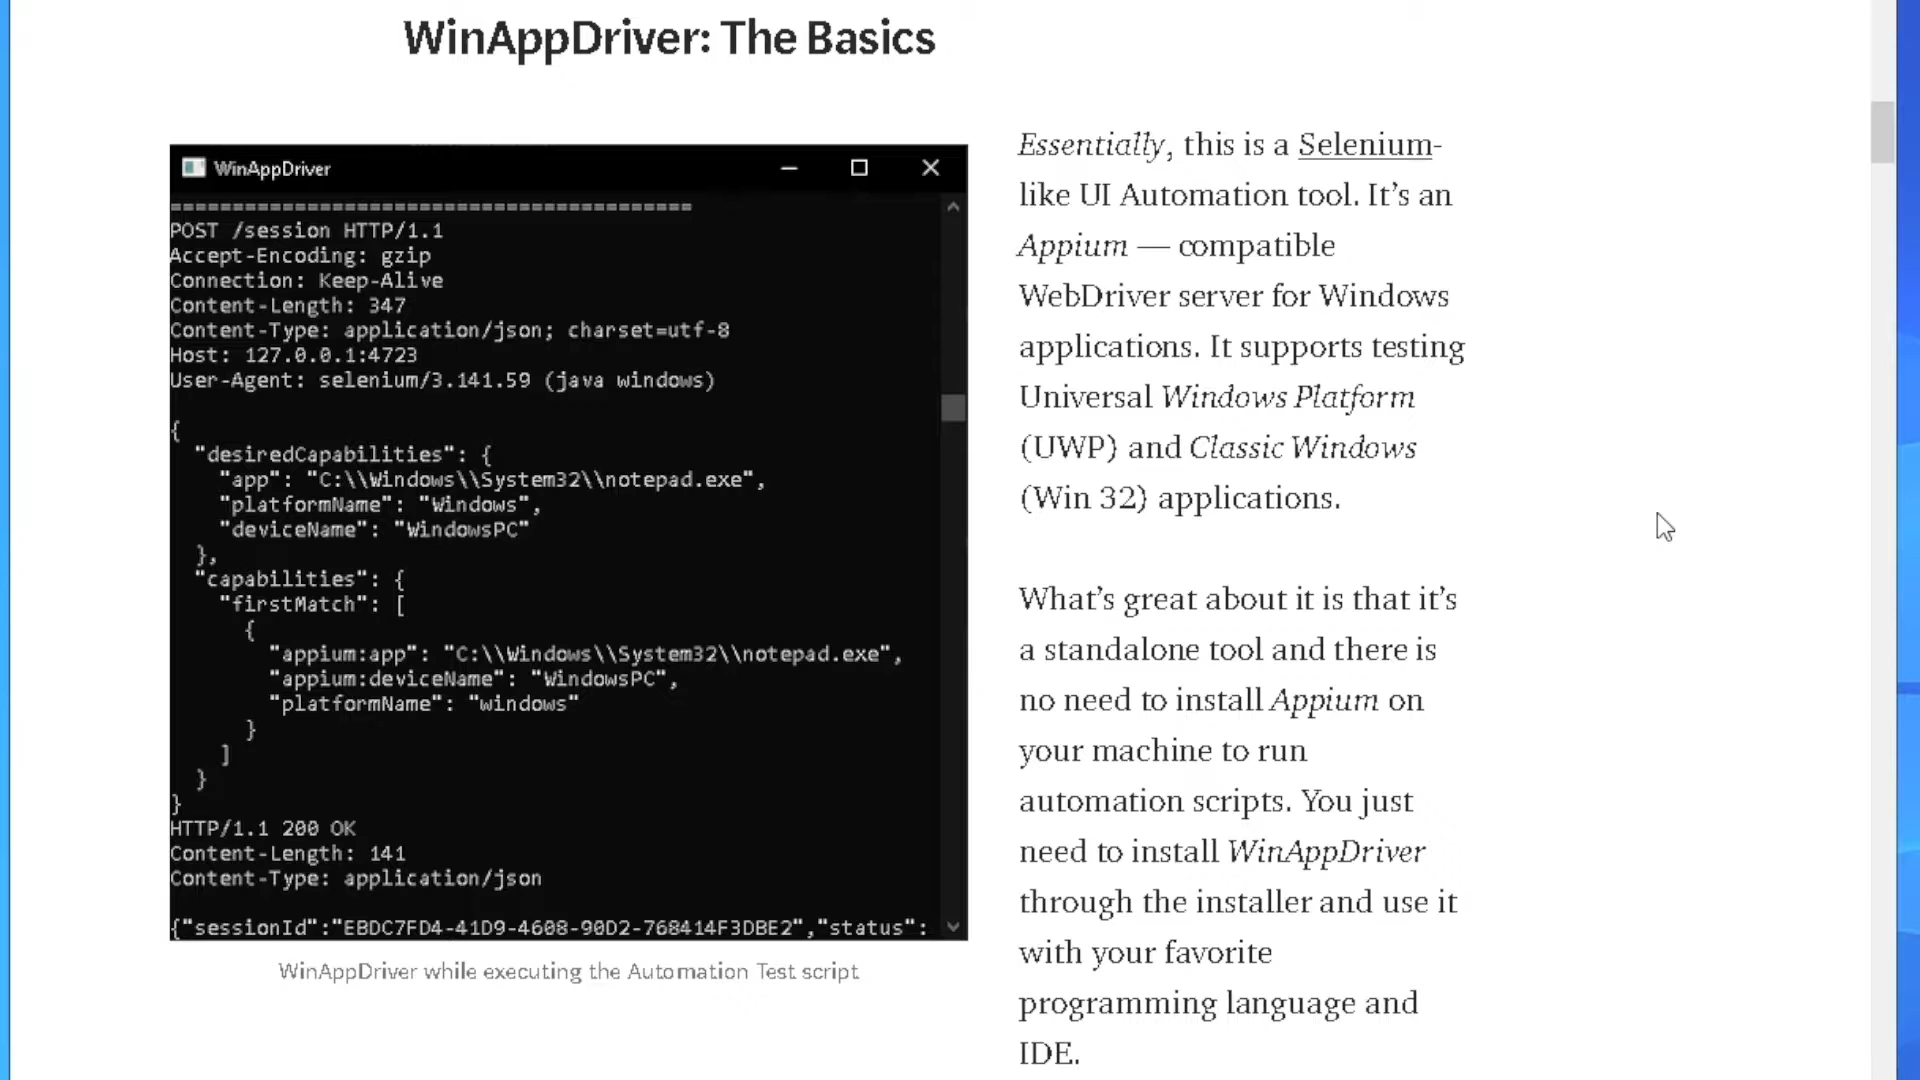 WinAppDriver: The Basics
WinAppDriver
==========================================
POST /session HTTP/1.1
Accept-Encoding: gzip
Connection: Keep-Alive
Content-Length: 347
Content-Type: application/json; charset=utf-8
Host: 127.0.0.1:4723
User-Agent: selenium/3.141.59 (java windows)
{
"desiredCapabilities": {
"app": "C:\\Windows\\System32\\notepad.exe",
"platformName": "Windows",
"deviceName": "WindowsPC"
},
"capabilities": {
"firstMatch": [
{
"appium:app": "C:\\Windows\\System32\\notepad.exe",
"appium:deviceName": "WindowsPC",
"platformName": "windows"
}
]
}
}
HTTP/1.1 200 OK
Content-Length: 141
Content-Type: application/json
{"sessionId":"EBDC7FD4-41D9-4608-90D2-768414F3DBE2","status":
WinAppDriver while executing the Automation Test script
Essentially, this is a Selenium-
like UI Automation tool. It’s an
Appium — compatible
WebDriver server for Windows
applications. It supports testing
Universal Windows Platform
(UWP) and Classic Windows
(Win 32) applications.
What’s great about it is that it’s
a standalone tool and there is
no need to install Appium on
your machine to run
automation scripts. You just
need to install WinAppDriver
through the installer and use it
with your favorite
programming language and
IDE.